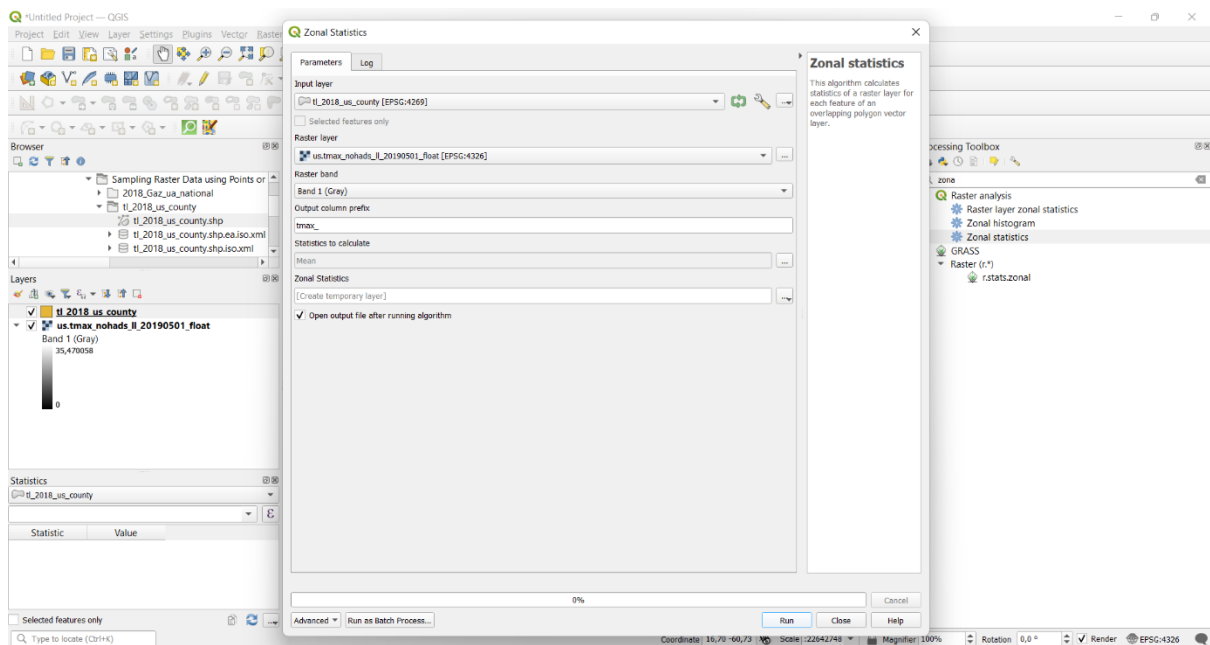 *Untitled Project — QGIS
Project Edit View Layer Settings Plugins Vector Raster
Browser
Sampling Raster Data using Points or
2018_Gaz_ua_national
tl_2018_us_county
tl_2018_us_county.shp
tl_2018_us_county.shp.ea.iso.xml
tl_2018_us_county.shp.iso.xml
Layers
tl_2018_us_county
us.tmax_nohads_ll_20190501_float
Band 1 (Gray)
35,470058
0
Statistics
tl_2018_us_county
ε
Statistic Value
Selected features only
Type to locate (Ctrl+K)
Zonal Statistics
Parameters Log
Input layer
tl_2018_us_county [EPSG:4269]
Selected features only
Raster layer
us.tmax_nohads_ll_20190501_float [EPSG:4326]
Raster band
Band 1 (Gray)
Output column prefix
tmax_
Statistics to calculate
Mean
Zonal Statistics
[Create temporary layer]
Open output file after running algorithm
0%
Cancel
Advanced Run as Batch Process... Run Close Help
Zonal statistics
This algorithm calculates
statistics of a raster layer for
each feature of an
overlapping polygon vector
layer.
ocessing Toolbox
zona
Raster analysis
Raster layer zonal statistics
Zonal histogram
Zonal statistics
GRASS
Raster (r.*)
r.stats.zonal
Coordinate 16,70 -60,73 Scale :22642748 Magnifier 100% Rotation 0,0 ° Render EPSG:4326